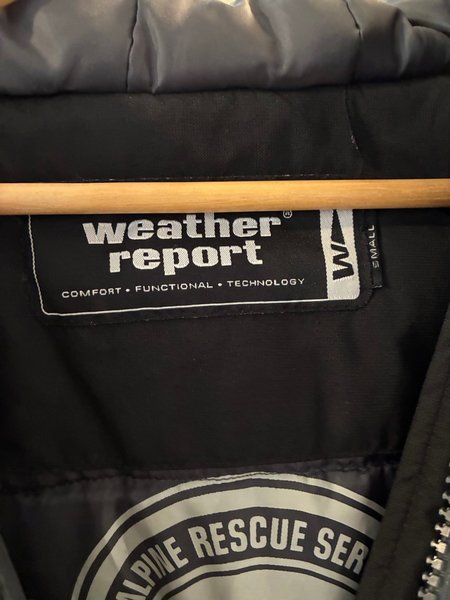 weather®
report
COMFORT • FUNCTIONAL • TECHNOLOGY
SMALL
ALPINE RESCUE SER